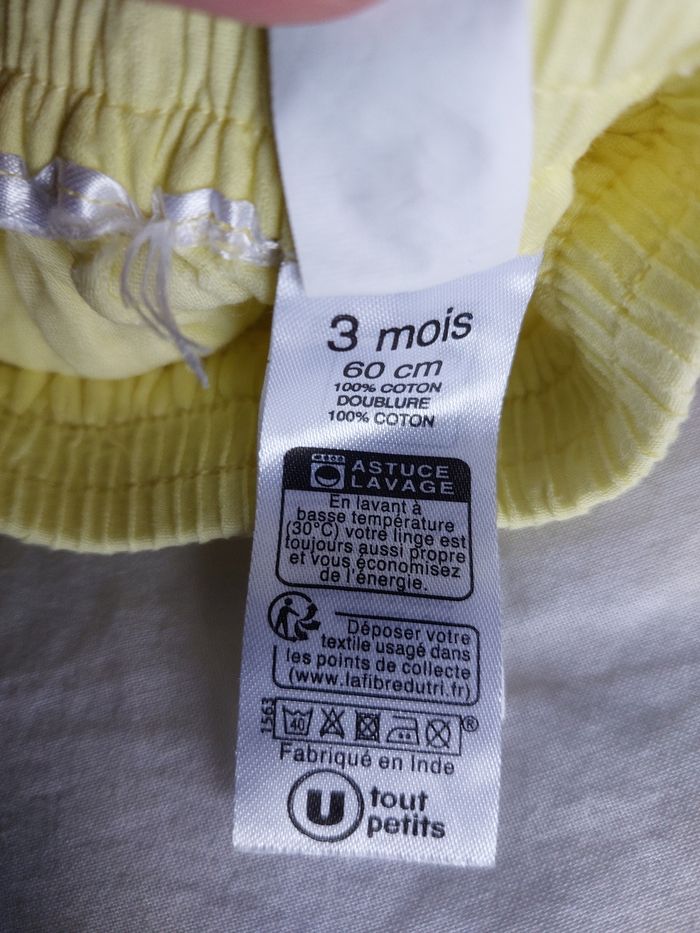 3 mois
60 cm
100% COTON
DOUBLURE
100% COTON
ASTUCE
LAVAGE
En lavant à
basse température
(30°C) votre linge est
toujours aussi propre
et vous économisez
de l'énergie.
Déposer votre
textile usagé dans
les points de collecte
(www.lafibredutri.fr)
1563
40
®
Fabriqué en Inde
U tout
petits